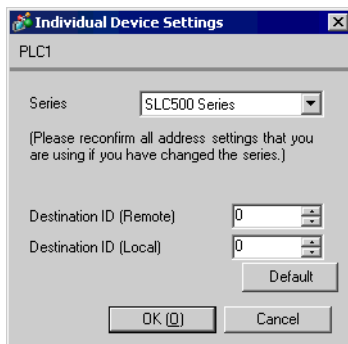 Individual Device Settings
PLC1
Series SLC500 Series
(Please reconfirm all address settings that you
are using if you have changed the series.)
Destination ID (Remote) 0
Destination ID (Local) 0
Default
OK (O) Cancel